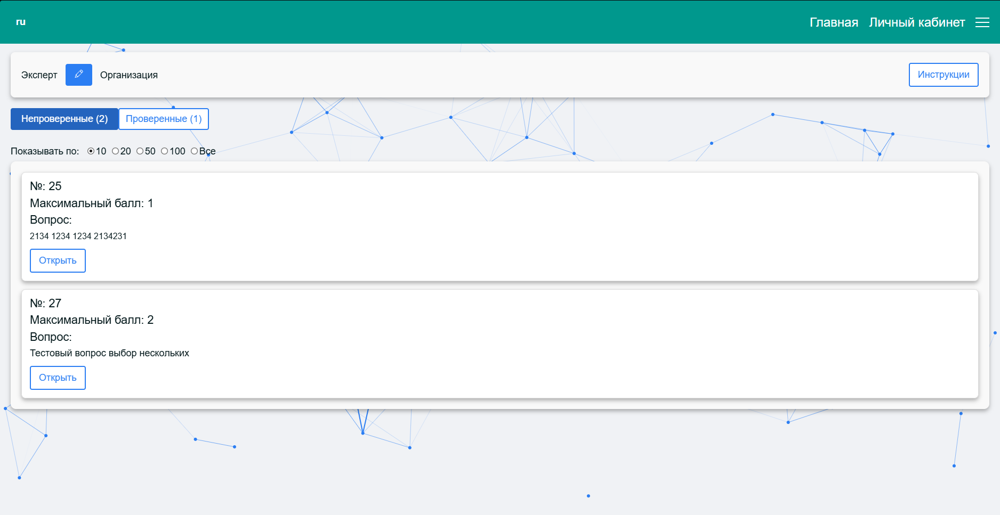 ru
Главная Личный кабинет
Эксперт Организация Инструкции
Непроверенные (2) Проверенные (1)
Показывать по: 10 20 50 100 Все
№: 25
Максимальный балл: 1
Вопрос:
2134 1234 1234 2134231
Открыть
№: 27
Максимальный балл: 2
Вопрос:
Тестовый вопрос выбор нескольких
Открыть